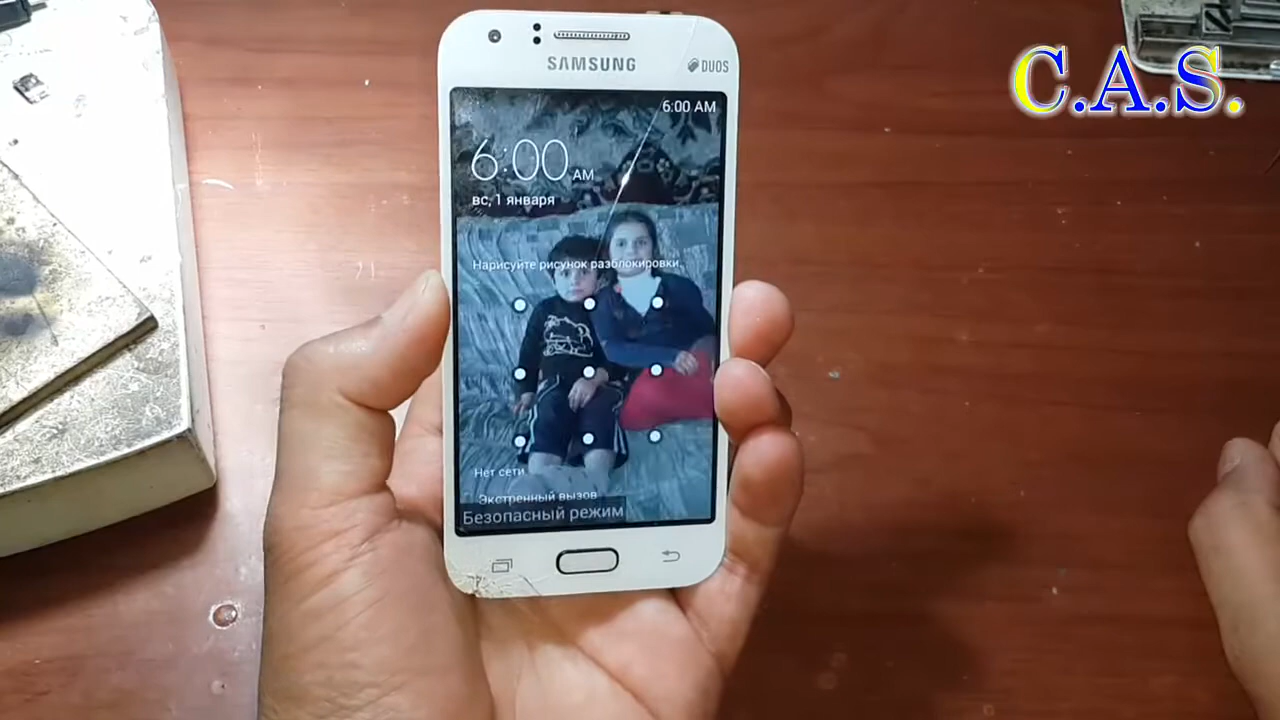 C.A.S.
SAMSUNG
DUOS
6:00 AM
6:00 AM
вс, 1 января
Нарисуйте рисунок разблокировки
Нет сети
Экстренный вызов
Безопасный режим